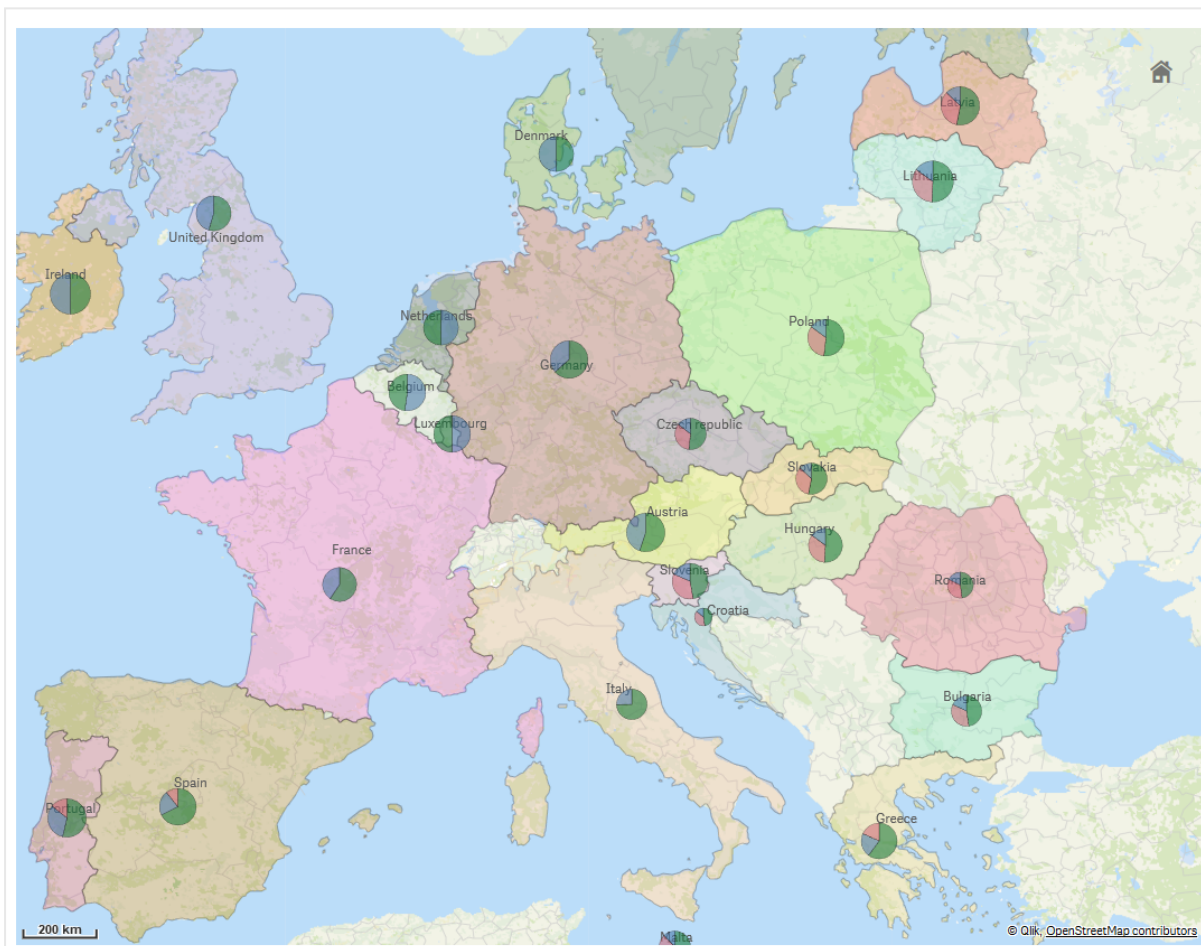 Latvia
Denmark
Lithuania
United Kingdom
Ireland
Netherlands
Poland
Germany
Belgium
Luxembourg
Czech republic
Slovakia
Austria
Hungary
France
Slovenia
Romania
Croatia
Italy
Bulgaria
Spain
Portugal
Greece
200 km
© Qlik, OpenStreetMap contributors
Malta